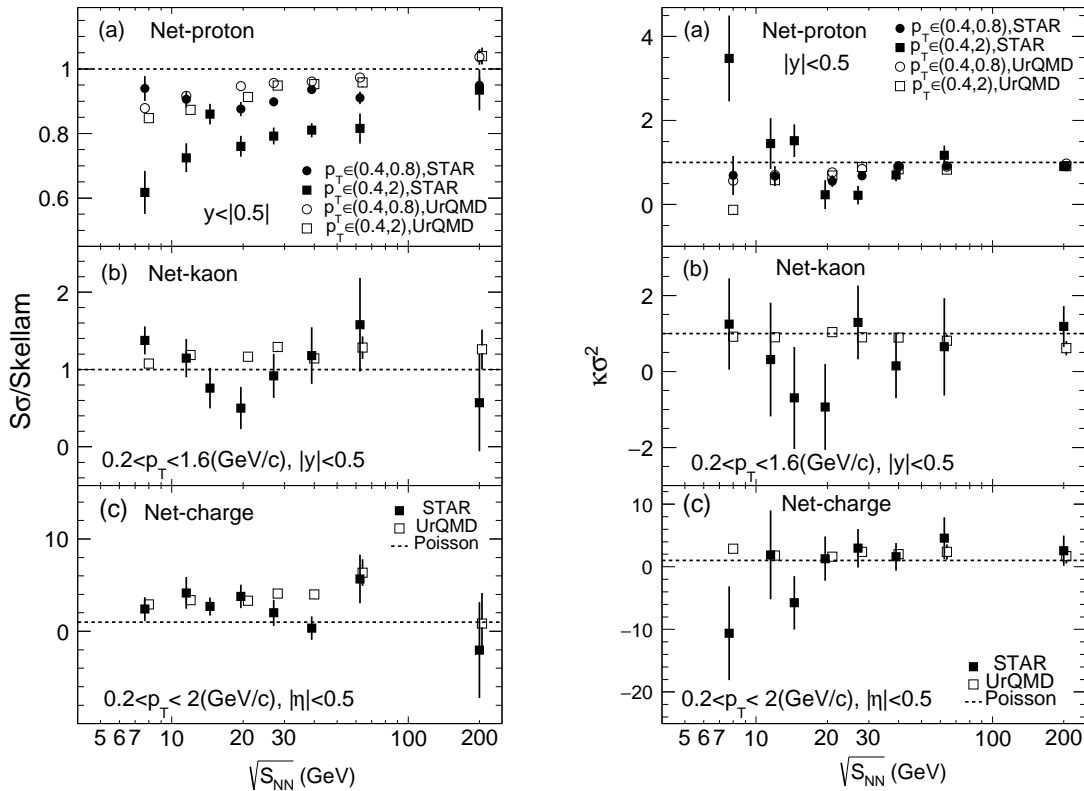 (a) Net-proton
1
0.8
0.6
p_T∈(0.4,0.8),STAR
p_T∈(0.4,2),STAR
p_T∈(0.4,0.8),UrQMD
p_T∈(0.4,2),UrQMD
y<|0.5|
(b) Net-kaon
2
1
0
0.2<p_T<1.6(GeV/c), |y|<0.5
Sσ/Skellam
(c) Net-charge
STAR
UrQMD
Poisson
10
0
0.2<p_T< 2(GeV/c), |η|<0.5
5 6 7 10 20 30 100 200
√S_NN (GeV)
(a) Net-proton
|y|<0.5
p_T∈(0.4,0.8),STAR
p_T∈(0.4,2),STAR
p_T∈(0.4,0.8),UrQMD
p_T∈(0.4,2),UrQMD
4
2
0
(b) Net-kaon
2
1
0
−2
0.2<p_T<1.6(GeV/c), |y|<0.5
κσ²
(c) Net-charge
10
0
−10
−20
STAR
UrQMD
Poisson
0.2<p_T< 2(GeV/c), |η|<0.5
5 6 7 10 20 30 100 200
√S_NN (GeV)